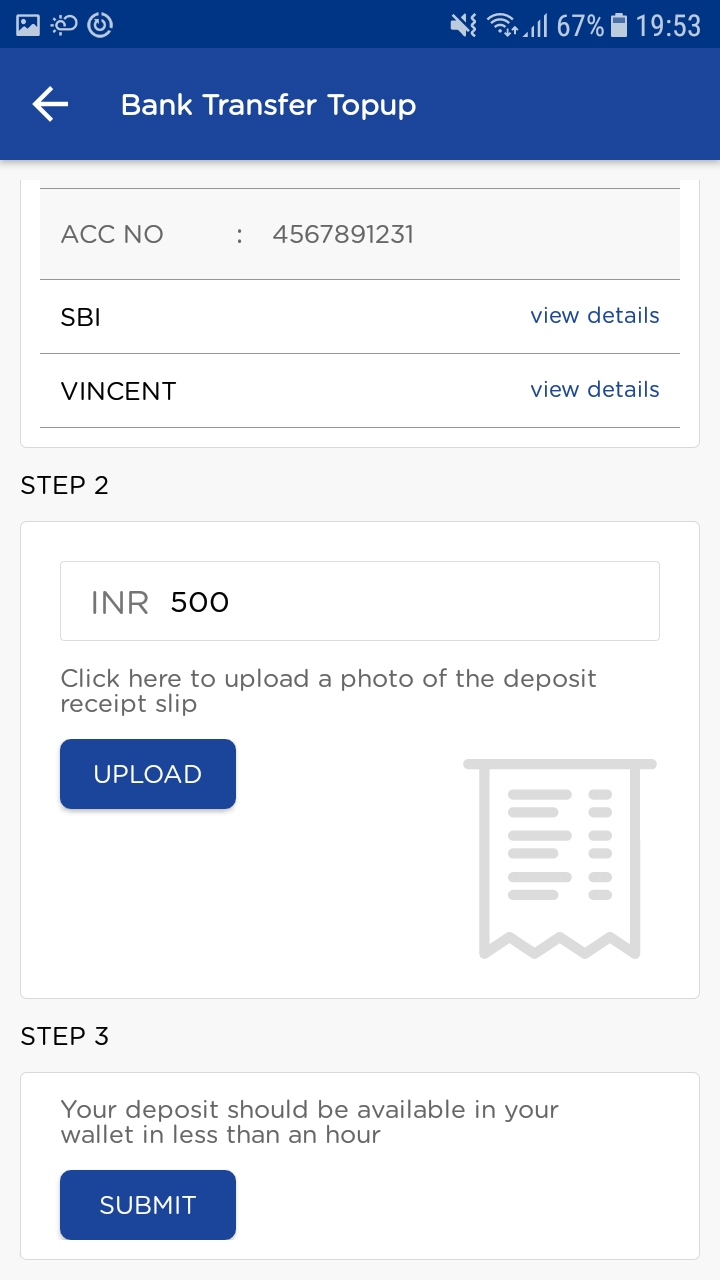 67% 19:53
Bank Transfer Topup
ACC NO : 4567891231
SBI view details
VINCENT view details
STEP 2
INR 500
Click here to upload a photo of the deposit
receipt slip
UPLOAD
STEP 3
Your deposit should be available in your
wallet in less than an hour
SUBMIT